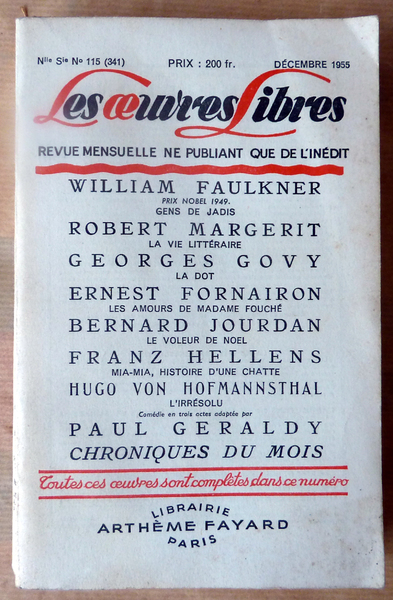 Nlle Sie No 115 (341) PRIX : 200 fr. DÉCEMBRE 1955
Les œuvres Libres
REVUE MENSUELLE NE PUBLIANT QUE DE L'INÉDIT
WILLIAM FAULKNER
PRIX NOBEL 1949.
GENS DE JADIS
ROBERT MARGERIT
LA VIE LITTÉRAIRE
GEORGES GOVY
LA DOT
ERNEST FORNAIRON
LES AMOURS DE MADAME FOUCHÉ
BERNARD JOURDAN
LE VOLEUR DE NOEL
FRANZ HELLENS
MIA-MIA, HISTOIRE D'UNE CHATTE
HUGO VON HOFMANNSTHAL
L'IRRÉSOLU
Comédie en trois actes adaptée par
PAUL GERALDY
CHRONIQUES DU MOIS
Toutes ces œuvres sont complètes dans ce numéro
LIBRAIRIE
ARTHÈME FAYARD
PARIS